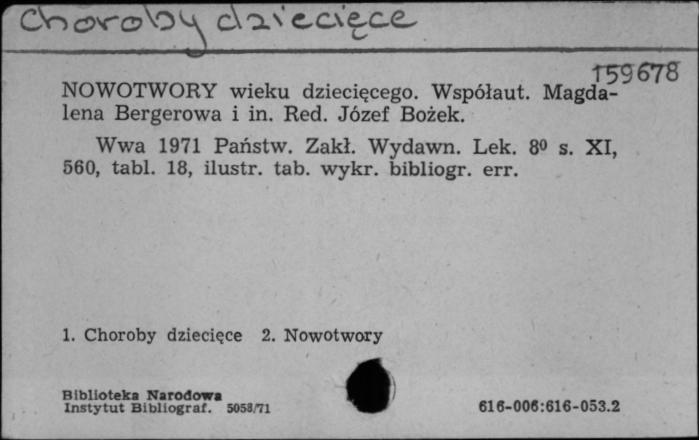 Choroby dziecięce
159678
NOWOTWORY wieku dziecięcego. Współaut. Magda-
lena Bergerowa i in. Red. Józef Bożek.
Wwa 1971 Państw. Zakł. Wydawn. Lek. 8⁰ s. XI,
560, tabl. 18, ilustr. tab. wykr. bibliogr. err.
1. Choroby dziecięce 2. Nowotwory
Biblioteka Narodowa
Instytut Bibliograf. 5058/71
616-006:616-053.2